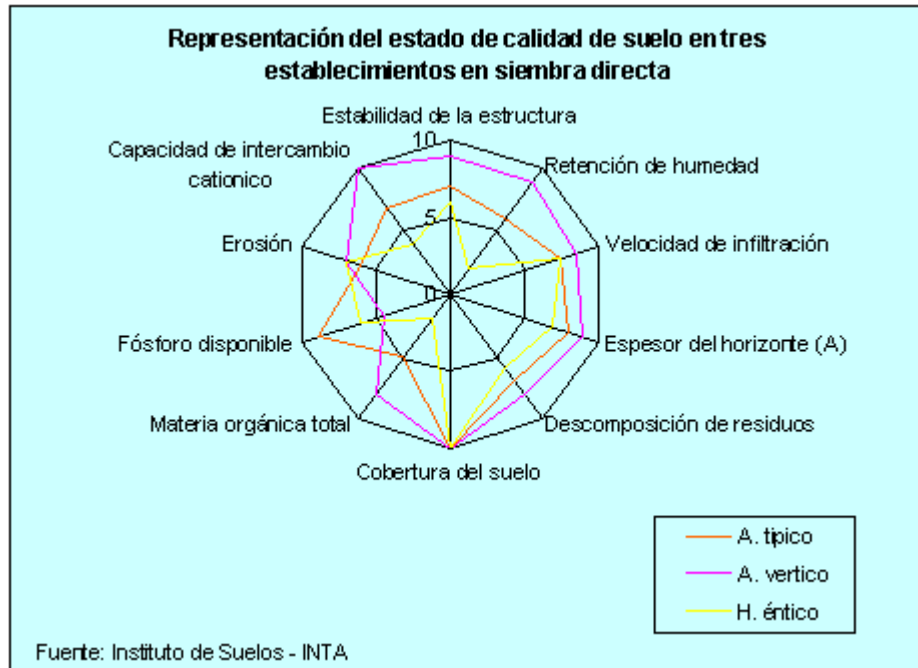 Representación del estado de calidad de suelo en tres
establecimientos en siembra directa
Estabilidad de la estructura
10
Capacidad de intercambio
cationico
Retención de humedad
5
Erosión
Velocidad de infiltración
0
Fósforo disponible
Espesor del horizonte (A)
Materia orgánica total
Descomposición de residuos
Cobertura del suelo
A. tipico
A. vertico
H. éntico
Fuente: Instituto de Suelos - INTA